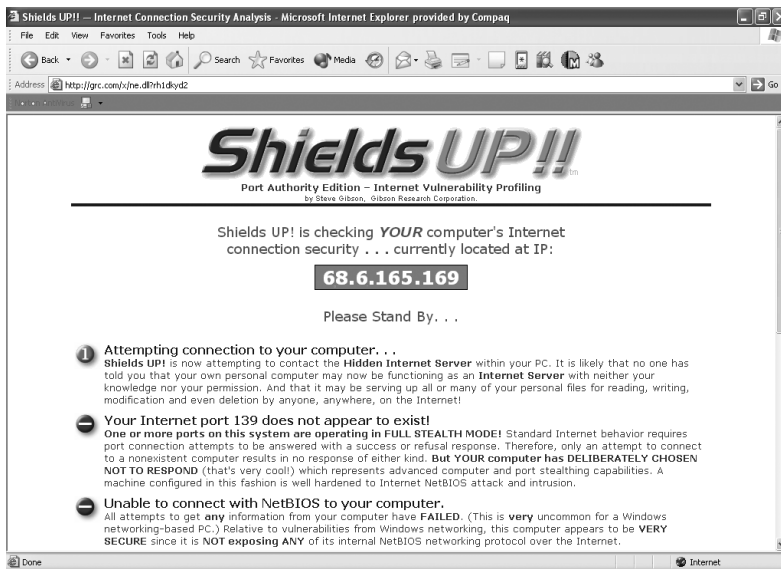 Shields UP!! — Internet Connection Security Analysis - Microsoft Internet Explorer provided by Compaq
File Edit View Favorites Tools Help
Back Search Favorites Media
Address http://grc.com/x/ne.dll?rh1dkyd2 Go
Shields UP!! tm
Port Authority Edition – Internet Vulnerability Profiling
by Steve Gibson, Gibson Research Corporation.
Shields UP! is checking YOUR computer's Internet
connection security . . . currently located at IP:
68.6.165.169
Please Stand By. . .
1 Attempting connection to your computer. . .
Shields UP! is now attempting to contact the Hidden Internet Server within your PC. It is likely that no one has
told you that your own personal computer may now be functioning as an Internet Server with neither your
knowledge nor your permission. And that it may be serving up all or many of your personal files for reading, writing,
modification and even deletion by anyone, anywhere, on the Internet!
Your Internet port 139 does not appear to exist!
One or more ports on this system are operating in FULL STEALTH MODE! Standard Internet behavior requires
port connection attempts to be answered with a success or refusal response. Therefore, only an attempt to connect
to a nonexistent computer results in no response of either kind. But YOUR computer has DELIBERATELY CHOSEN
NOT TO RESPOND (that's very cool!) which represents advanced computer and port stealthing capabilities. A
machine configured in this fashion is well hardened to Internet NetBIOS attack and intrusion.
Unable to connect with NetBIOS to your computer.
All attempts to get any information from your computer have FAILED. (This is very uncommon for a Windows
networking-based PC.) Relative to vulnerabilities from Windows networking, this computer appears to be VERY
SECURE since it is NOT exposing ANY of its internal NetBIOS networking protocol over the Internet.
Done Internet